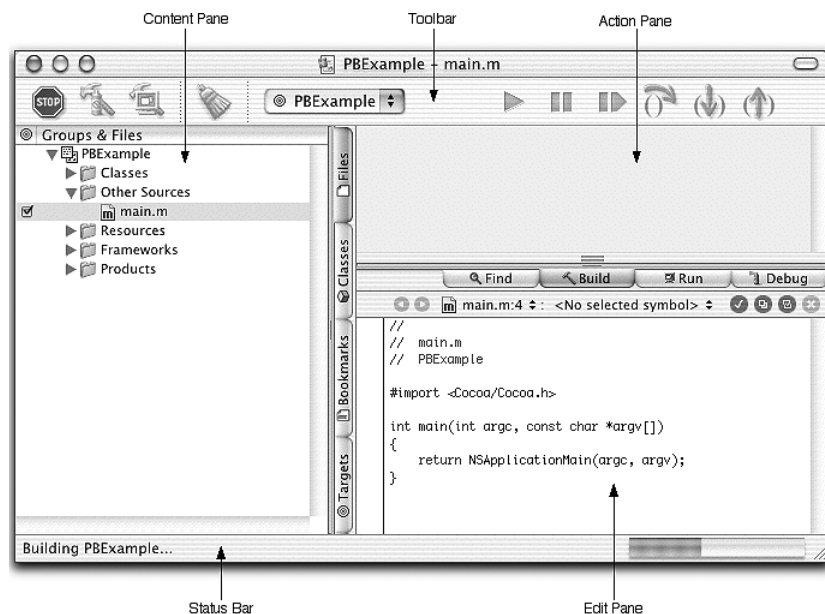 Content Pane
Toolbar
Action Pane
PBExample – main.m
STOP
PBExample
Groups & Files
PBExample
Classes
Other Sources
main.m
Resources
Frameworks
Products
Files
Classes
Bookmarks
Targets
Find
Build
Run
Debug
main.m:4 : <No selected symbol>
//
// main.m
// PBExample
#import <Cocoa/Cocoa.h>
int main(int argc, const char *argv[])
{
return NSApplicationMain(argc, argv);
}
Building PBExample...
Status Bar
Edit Pane